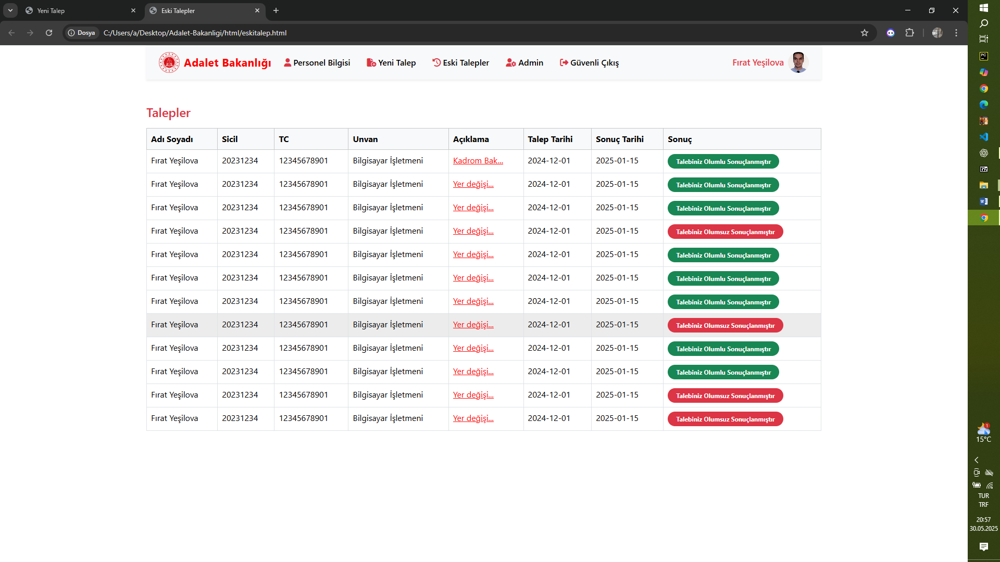 Yeni Talep
Eski Talepler
Dosya C:/Users/a/Desktop/Adalet-Bakanligi/html/eskitalep.html
Adalet Bakanlığı Personel Bilgisi Yeni Talep Eski Talepler Admin Güvenli Çıkış Fırat Yeşilova
Talepler
Adı Soyadı Sicil TC Unvan Açıklama Talep Tarihi Sonuç Tarihi Sonuç
Fırat Yeşilova 20231234 12345678901 Bilgisayar İşletmeni Kadrom Bak... 2024-12-01 2025-01-15 Talebiniz Olumlu Sonuçlanmıştır
Fırat Yeşilova 20231234 12345678901 Bilgisayar İşletmeni Yer değişi... 2024-12-01 2025-01-15 Talebiniz Olumlu Sonuçlanmıştır
Fırat Yeşilova 20231234 12345678901 Bilgisayar İşletmeni Yer değişi... 2024-12-01 2025-01-15 Talebiniz Olumlu Sonuçlanmıştır
Fırat Yeşilova 20231234 12345678901 Bilgisayar İşletmeni Yer değişi... 2024-12-01 2025-01-15 Talebiniz Olumsuz Sonuçlanmıştır
Fırat Yeşilova 20231234 12345678901 Bilgisayar İşletmeni Yer değişi... 2024-12-01 2025-01-15 Talebiniz Olumlu Sonuçlanmıştır
Fırat Yeşilova 20231234 12345678901 Bilgisayar İşletmeni Yer değişi... 2024-12-01 2025-01-15 Talebiniz Olumlu Sonuçlanmıştır
Fırat Yeşilova 20231234 12345678901 Bilgisayar İşletmeni Yer değişi... 2024-12-01 2025-01-15 Talebiniz Olumlu Sonuçlanmıştır
Fırat Yeşilova 20231234 12345678901 Bilgisayar İşletmeni Yer değişi... 2024-12-01 2025-01-15 Talebiniz Olumsuz Sonuçlanmıştır
Fırat Yeşilova 20231234 12345678901 Bilgisayar İşletmeni Yer değişi... 2024-12-01 2025-01-15 Talebiniz Olumlu Sonuçlanmıştır
Fırat Yeşilova 20231234 12345678901 Bilgisayar İşletmeni Yer değişi... 2024-12-01 2025-01-15 Talebiniz Olumlu Sonuçlanmıştır
Fırat Yeşilova 20231234 12345678901 Bilgisayar İşletmeni Yer değişi... 2024-12-01 2025-01-15 Talebiniz Olumsuz Sonuçlanmıştır
Fırat Yeşilova 20231234 12345678901 Bilgisayar İşletmeni Yer değişi... 2024-12-01 2025-01-15 Talebiniz Olumsuz Sonuçlanmıştır
PC
7z
W
1
15°C
TUR
TRF
20:57
30.05.2025